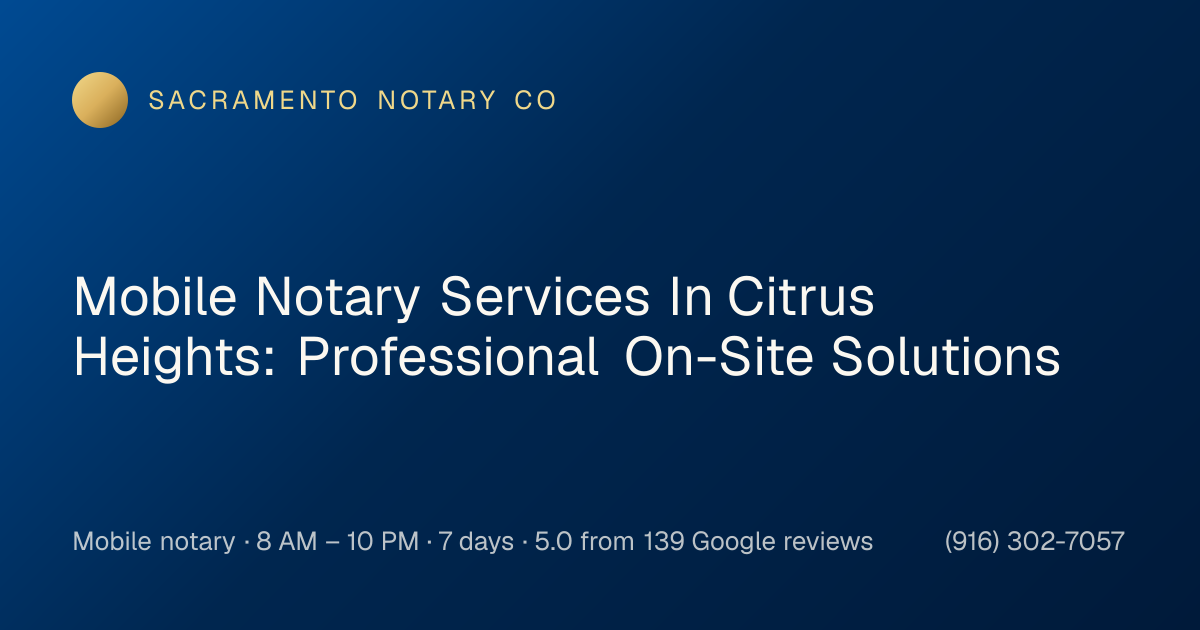 SACRAMENTO NOTARY CO
Mobile Notary Services In Citrus
Heights: Professional On-Site Solutions
Mobile notary · 8 AM – 10 PM · 7 days · 5.0 from 139 Google reviews
(916) 302-7057